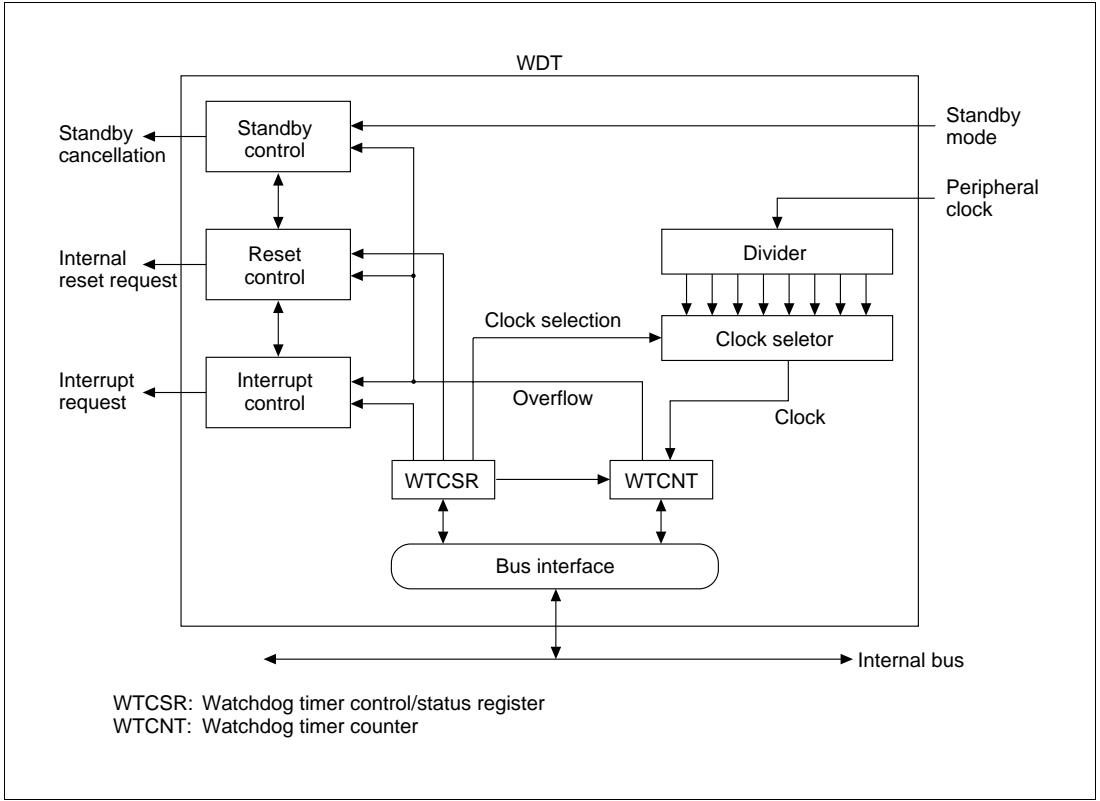 WDT
Standby
cancellation
Standby
control
Standby
mode
Peripheral
clock
Internal
reset request
Reset
control
Divider
Clock selection
Clock seletor
Interrupt
request
Interrupt
control
Overflow
Clock
WTCSR
WTCNT
Bus interface
Internal bus
WTCSR: Watchdog timer control/status register
WTCNT: Watchdog timer counter